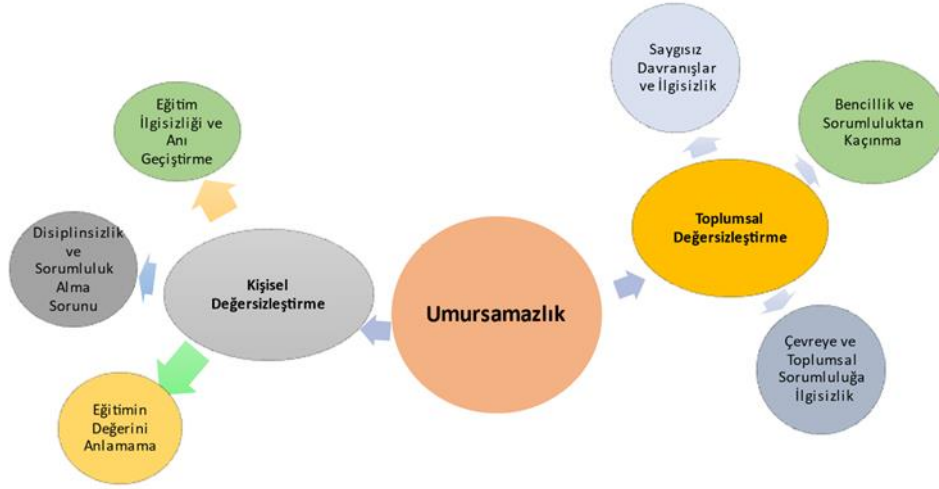 Saygısız
Davranışlar
ve İlgisizlik
Bencillik ve
Sorumluluktan
Kaçınma
Eğitim
İlgisizliği ve
Anı
Geçiştirme
Toplumsal
Değersizleştirme
Disiplinsizlik
ve
Sorumluluk
Alma
Sorunu
Kişisel
Değersizleştirme
Umursamazlık
Çevreye ve
Toplumsal
Sorumluluğa
İlgisizlik
Eğitimin
Değerini
Anlamama